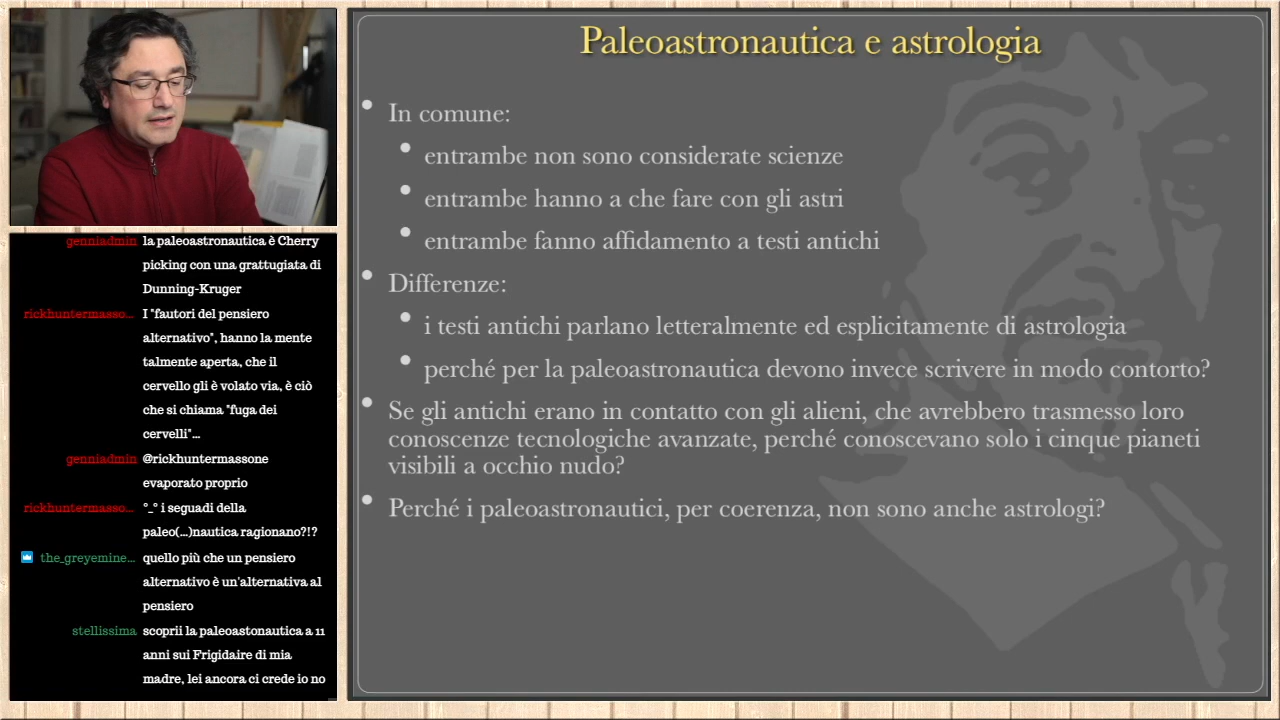 Paleoastronautica e astrologia
In comune:
entrambe non sono considerate scienze
entrambe hanno a che fare con gli astri
entrambe fanno affidamento a testi antichi
Differenze:
i testi antichi parlano letteralmente ed esplicitamente di astrologia
perché per la paleoastronautica devono invece scrivere in modo contorto?
Se gli antichi erano in contatto con gli alieni, che avrebbero trasmesso loro
conoscenze tecnologiche avanzate, perché conoscevano solo i cinque pianeti
visibili a occhio nudo?
Perché i paleoastronautici, per coerenza, non sono anche astrologi?
genniadmin la paleoastronautica è Cherry
picking con una grattugiata di
Dunning-Kruger
rickhuntermasso... I "fautori del pensiero
alternativo", hanno la mente
talmente aperta, che il
cervello gli è volato via, è ciò
che si chiama "fuga dei
cervelli"...
genniadmin @rickhuntermassone
evaporato proprio
rickhuntermasso... °_° i seguadi della
paleo(...)nautica ragionano?!?
the_greyemine... quello più che un pensiero
alternativo è un'alternativa al
pensiero
stellissima scoprii la paleoastonautica a 11
anni sui Frigidaire di mia
madre, lei ancora ci crede io no